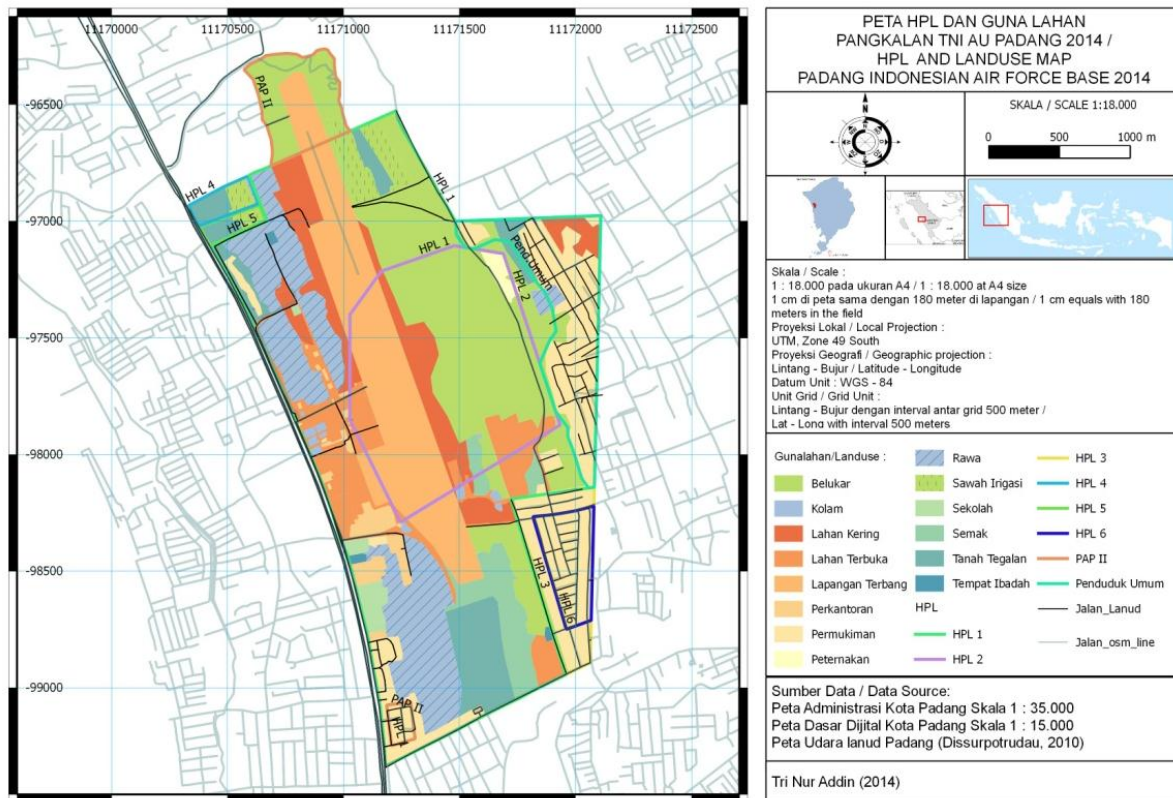 11170000
11170500
11171000
11171500
11172000
11172500
-96500
-97000
-97500
-98000
-98500
-99000
PAP II
HPL 4
HPL 5
HPL 1
HPL 1
Pend.Umum
HPL 2
HPL 3
HPL 6
PAP II
HPL
PETA HPL DAN GUNA LAHAN
PANGKALAN TNI AU PADANG 2014 /
HPL AND LANDUSE MAP
PADANG INDONESIAN AIR FORCE BASE 2014
N
SKALA / SCALE 1:18.000
0 500 1000 m
Skala / Scale :
1 : 18.000 pada ukuran A4 / 1 : 18.000 at A4 size
1 cm di peta sama dengan 180 meter di lapangan / 1 cm equals with 180
meters in the field
Proyeksi Lokal / Local Projection :
UTM, Zone 49 South
Proyeksi Geografi / Geographic projection :
Lintang - Bujur / Latitude - Longitude
Datum Unit : WGS - 84
Unit Grid / Grid Unit :
Lintang - Bujur dengan interval antar grid 500 meter /
Lat - Long with interval 500 meters
Gunalahan/Landuse :
Belukar
Kolam
Lahan Kering
Lahan Terbuka
Lapangan Terbang
Perkantoran
Permukiman
Peternakan
Rawa
Sawah Irigasi
Sekolah
Semak
Tanah Tegalan
Tempat Ibadah
HPL
HPL 1
HPL 2
HPL 3
HPL 4
HPL 5
HPL 6
PAP II
Penduduk Umum
Jalan_Lanud
Jalan_osm_line
Sumber Data / Data Source:
Peta Administrasi Kota Padang Skala 1 : 35.000
Peta Dasar Dijital Kota Padang Skala 1 : 15.000
Peta Udara lanud Padang (Dissurpotrudau, 2010)
Tri Nur Addin (2014)